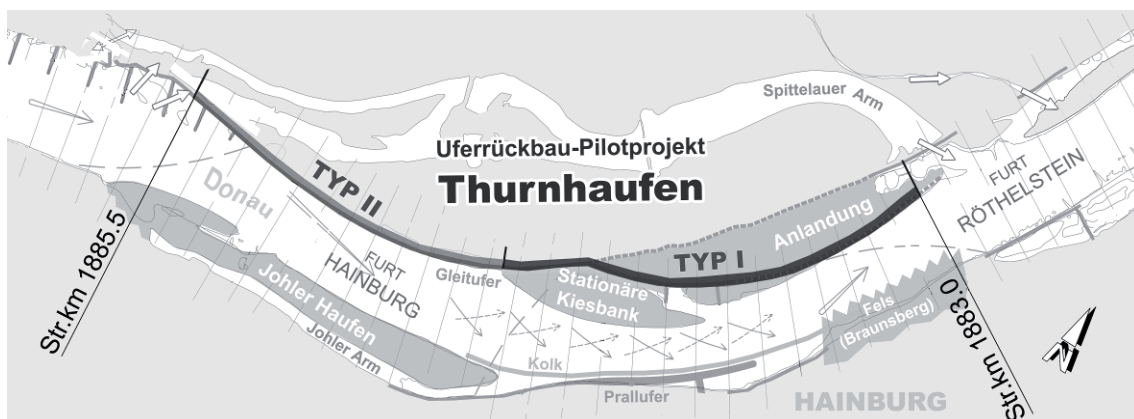 Spittelauer Arm
Uferrückbau-Pilotprojekt
Thurnhaufen
FURT
RÖTHELSTEIN
TYP II
Donau
Anlandung
TYP I
Str.km 1885.5
FURT
HAINBURG
Gleitufer
Stationäre
Kiesbank
Johler Haufen
Johler Arm
Fels
(Braunsberg)
Kolk
Prallufer
Str.km 1883.0
HAINBURG